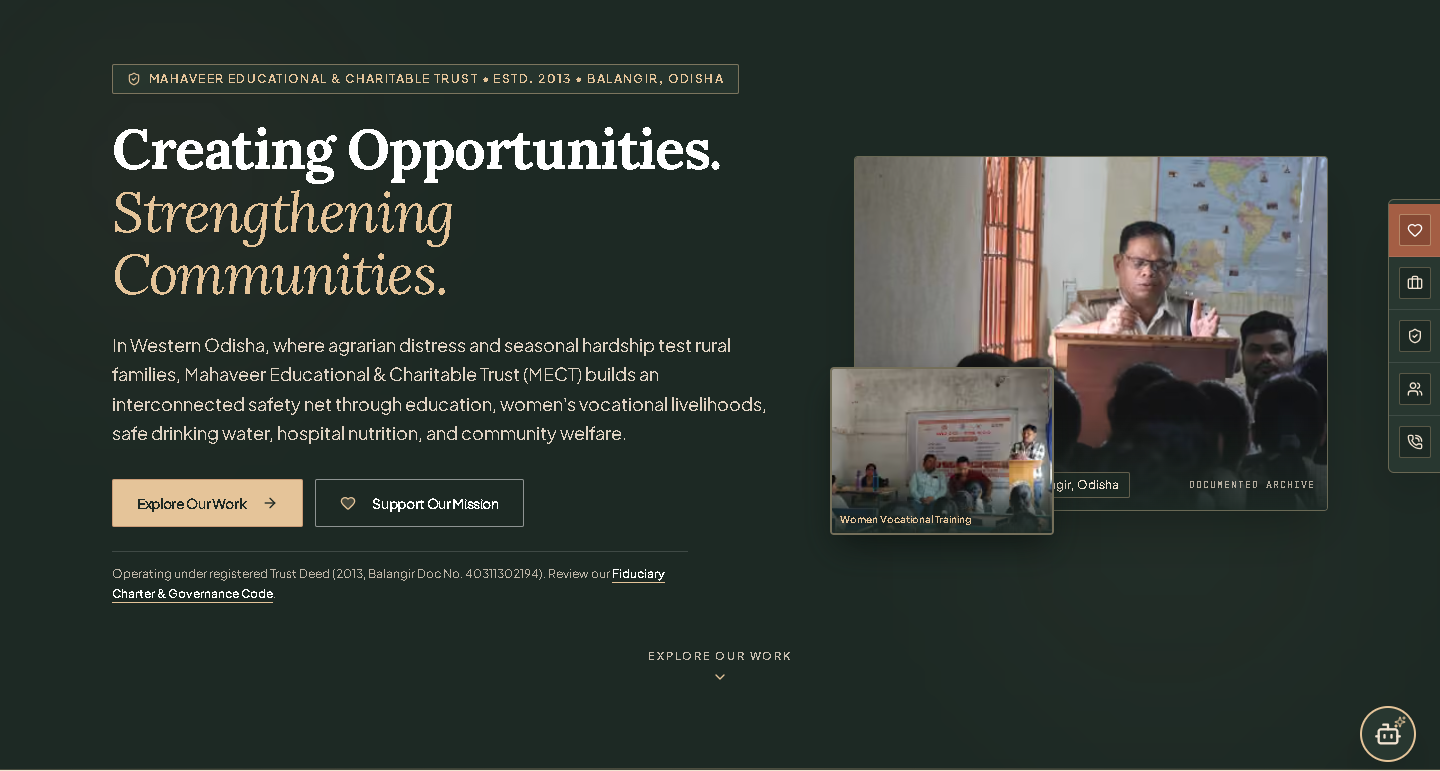 MAHAVEER EDUCATIONAL & CHARITABLE TRUST • ESTD. 2013 • BALANGIR, ODISHA
Creating Opportunities.
Strengthening
Communities.
In Western Odisha, where agrarian distress and seasonal hardship test rural
families, Mahaveer Educational & Charitable Trust (MECT) builds an
interconnected safety net through education, women's vocational livelihoods,
safe drinking water, hospital nutrition, and community welfare.
Explore Our Work
Support Our Mission
Operating under registered Trust Deed (2013, Balangir Doc No. 40311302194). Review our Fiduciary
Charter & Governance Code.
ngir, Odisha
DOCUMENTED ARCHIVE
Women Vocational Training
EXPLORE OUR WORK